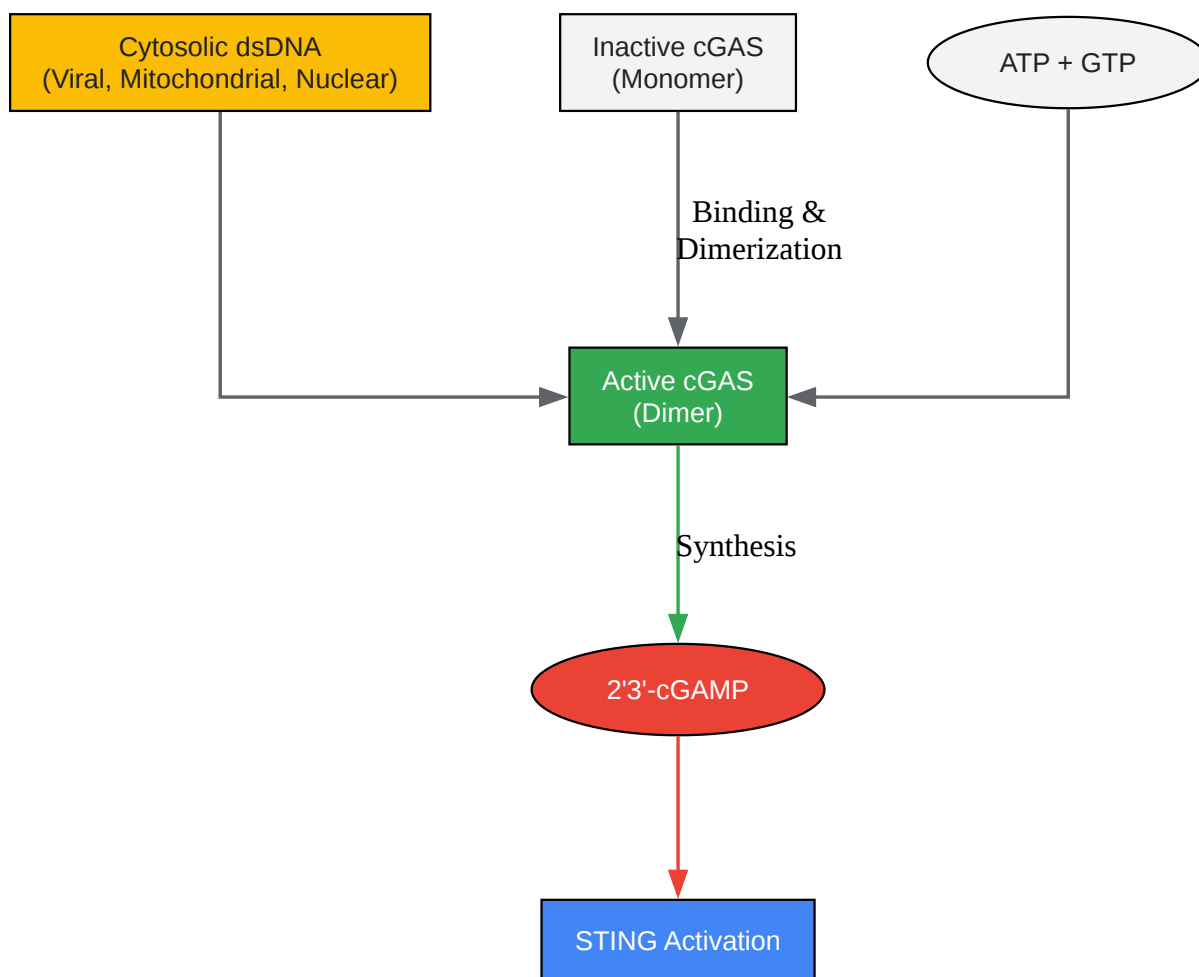 Cytosolic dsDNA
(Viral, Mitochondrial, Nuclear)
Inactive cGAS
(Monomer)
ATP + GTP
Binding &
Dimerization
Active cGAS
(Dimer)
Synthesis
2'3'-cGAMP
STING Activation